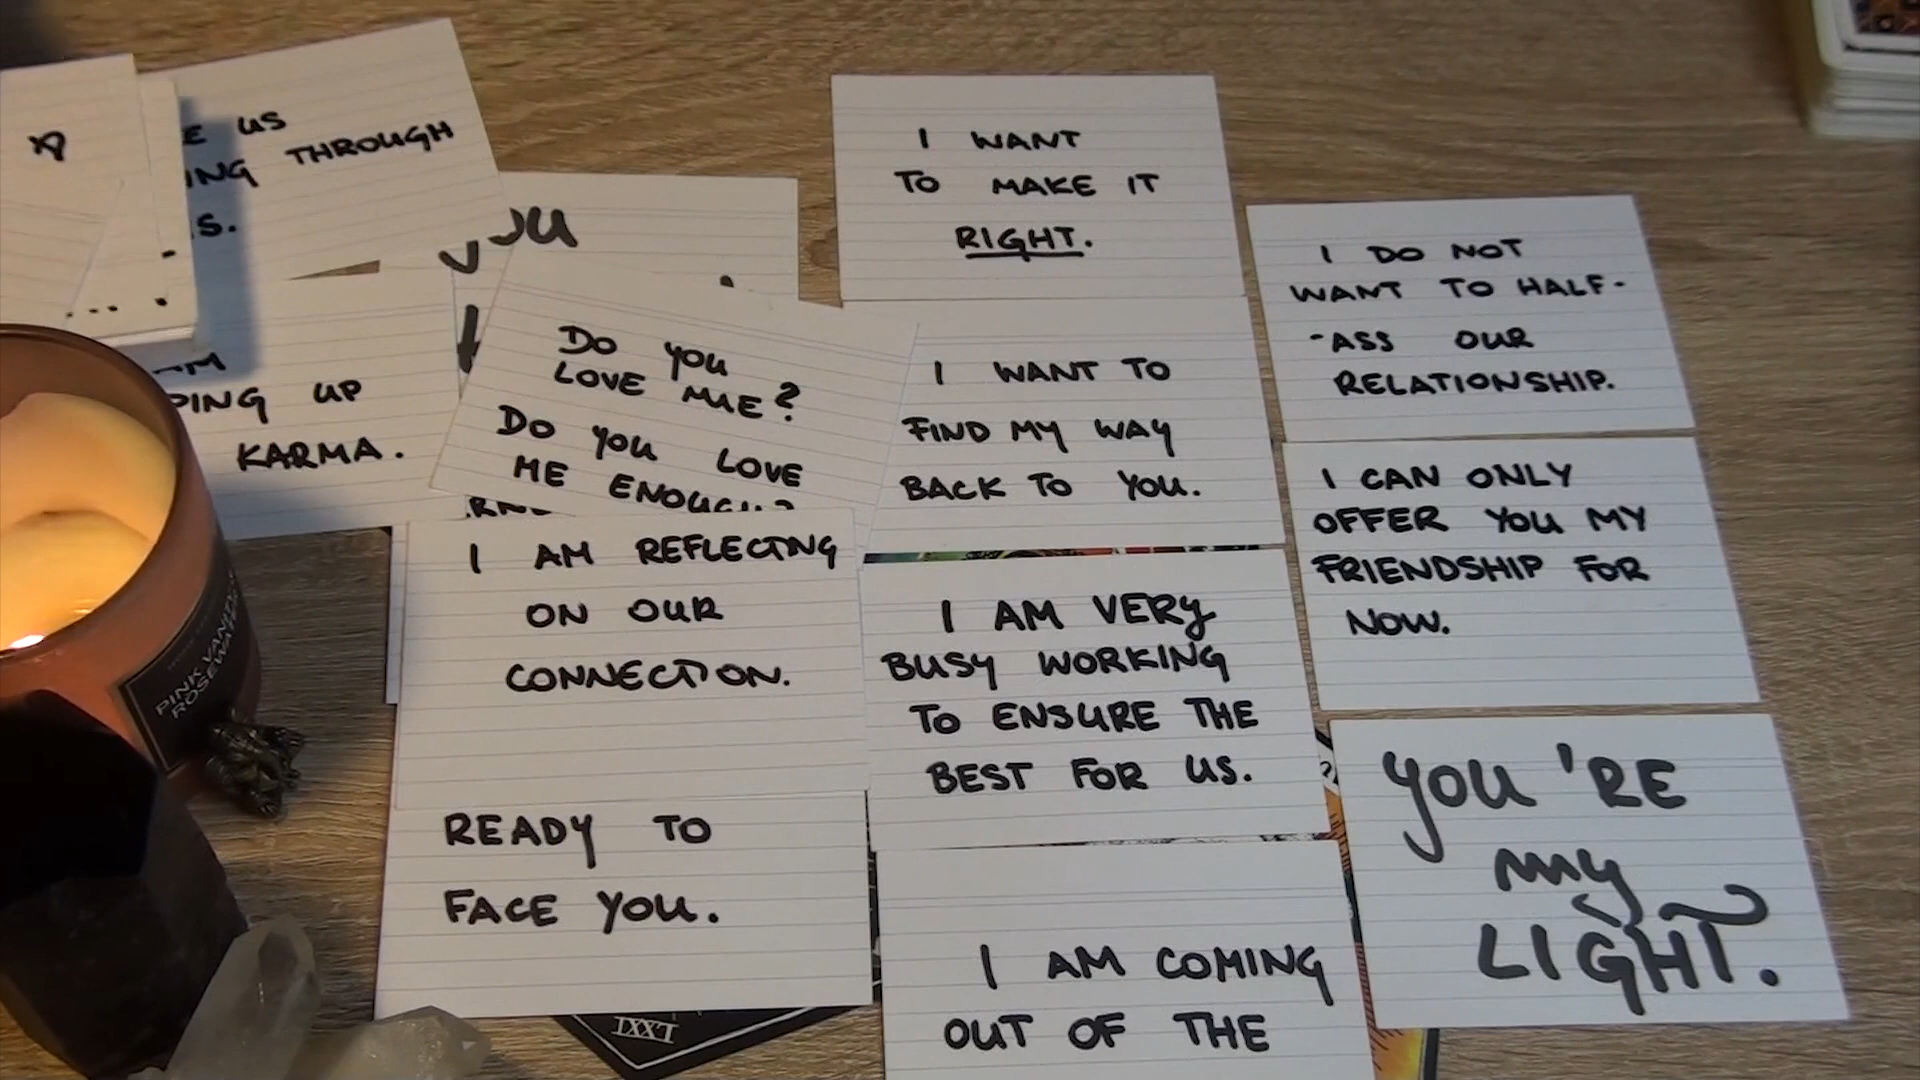 US
THROUGH
UP
KARMA.
DO YOU
LOVE ME?
DO YOU LOVE
ME ENOUGH?
I AM REFLECTING
ON OUR
CONNECTION.
READY TO
FACE YOU.
I WANT
TO MAKE IT
RIGHT.
I WANT TO
FIND MY WAY
BACK TO YOU.
I AM VERY
BUSY WORKING
TO ENSURE THE
BEST FOR US.
I AM COMING
OUT OF THE
I DO NOT
WANT TO HALF-
-ASS OUR
RELATIONSHIP.
I CAN ONLY
OFFER YOU MY
FRIENDSHIP FOR
NOW.
YOU'RE
MY
LIGHT.
LXXI